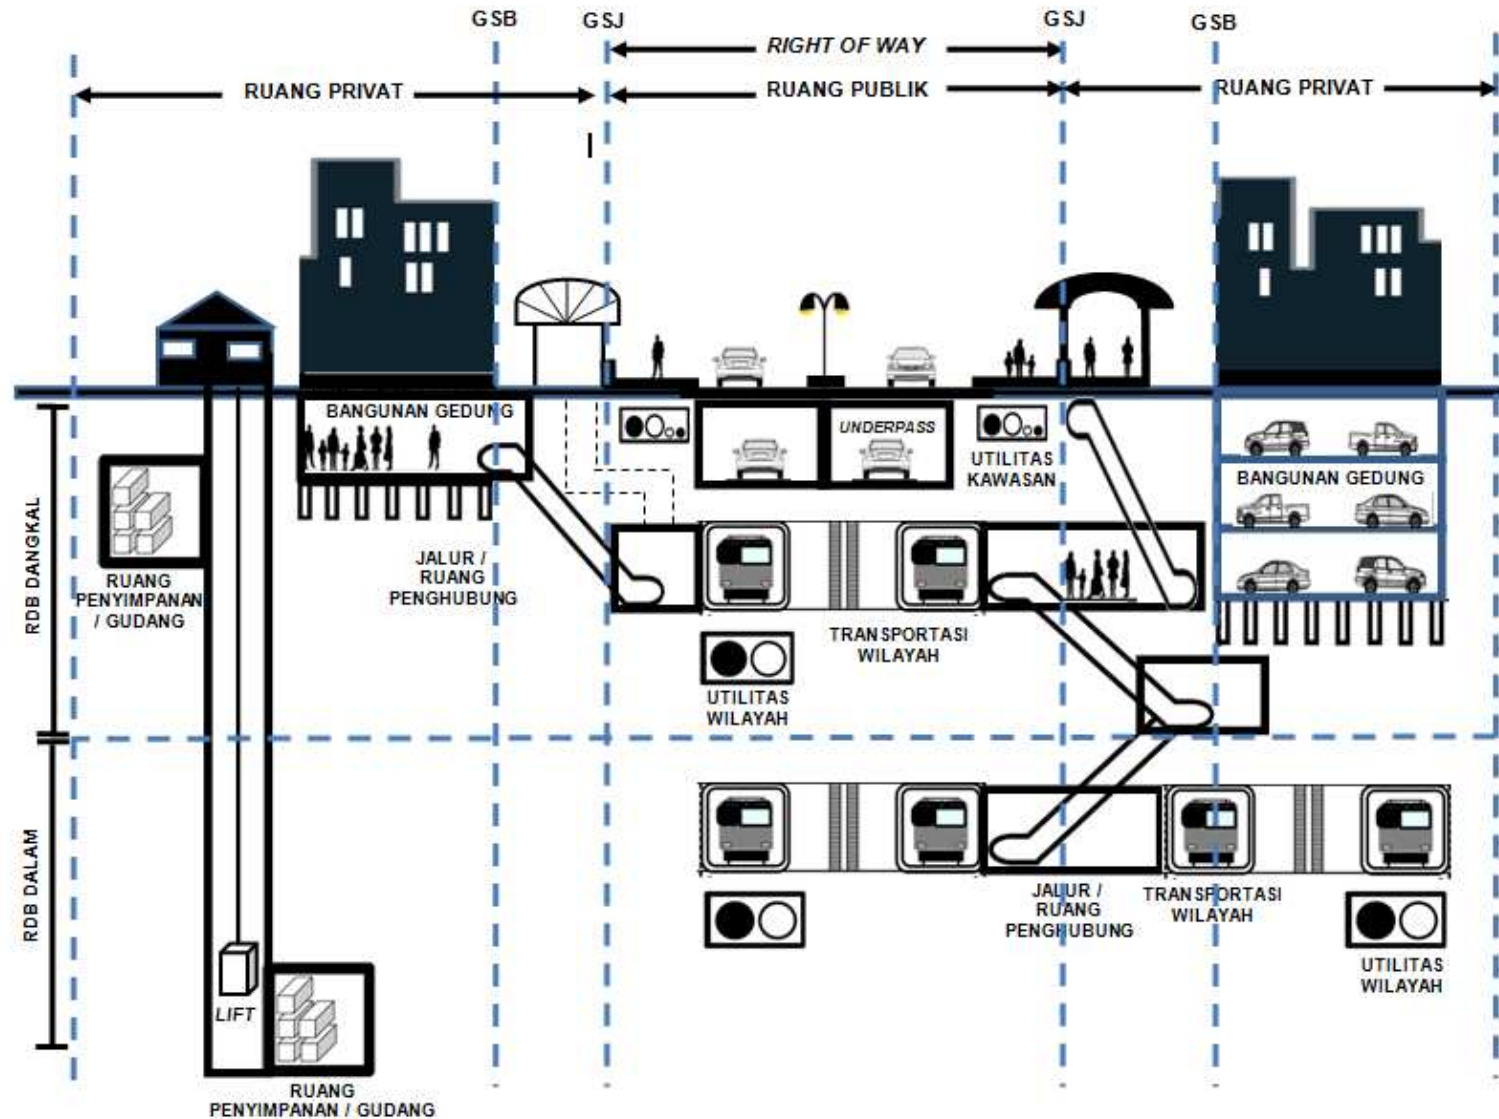 GSB
GSJ
GSJ
GSB
RIGHT OF WAY
RUANG PRIVAT
RUANG PUBLIK
RUANG PRIVAT
BANGUNAN GEDUNG
UNDERPASS
UTILITAS
KAWASAN
BANGUNAN GEDUNG
RDB DANGKAL
RUANG
PENYIMPANAN
/ GUDANG
JALUR /
RUANG
PENGHUBUNG
TRANSPORTASI
WILAYAH
UTILITAS
WILAYAH
RDB DALAM
JALUR /
RUANG
PENGHUBUNG
TRANSPORTASI
WILAYAH
UTILITAS
WILAYAH
LIFT
RUANG
PENYIMPANAN / GUDANG